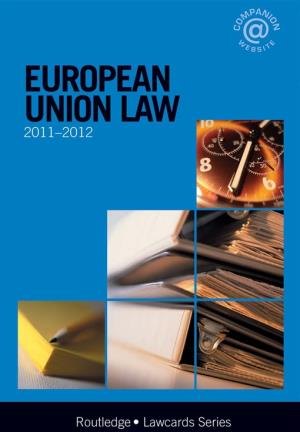 COMPANION
@
WEBSITE
EUROPEAN
UNION LAW
2011–2012
Routledge • Lawcards Series